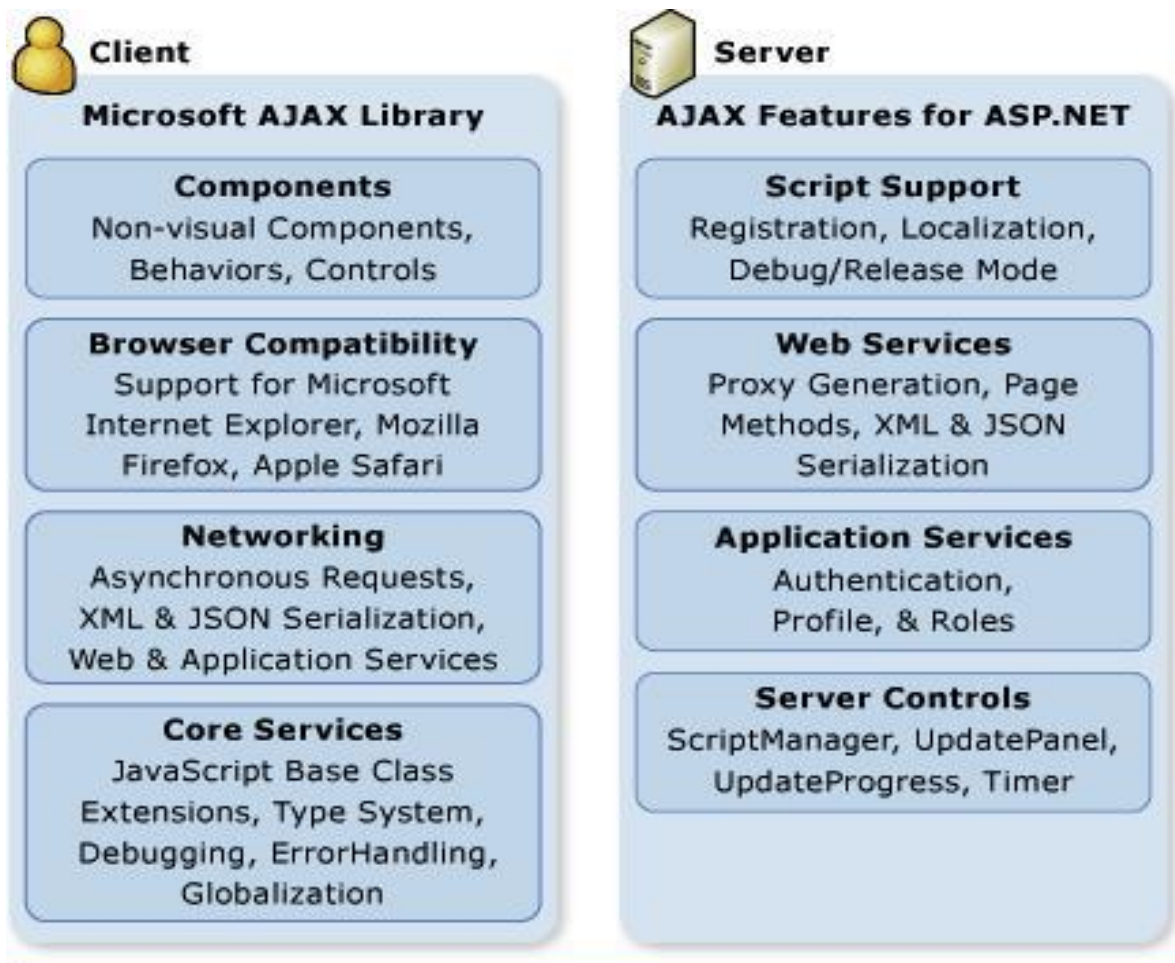 Client
Microsoft AJAX Library
Components
Non-visual Components,
Behaviors, Controls
Browser Compatibility
Support for Microsoft
Internet Explorer, Mozilla
Firefox, Apple Safari
Networking
Asynchronous Requests,
XML & JSON Serialization,
Web & Application Services
Core Services
JavaScript Base Class
Extensions, Type System,
Debugging, ErrorHandling,
Globalization
Server
AJAX Features for ASP.NET
Script Support
Registration, Localization,
Debug/Release Mode
Web Services
Proxy Generation, Page
Methods, XML & JSON
Serialization
Application Services
Authentication,
Profile, & Roles
Server Controls
ScriptManager, UpdatePanel,
UpdateProgress, Timer